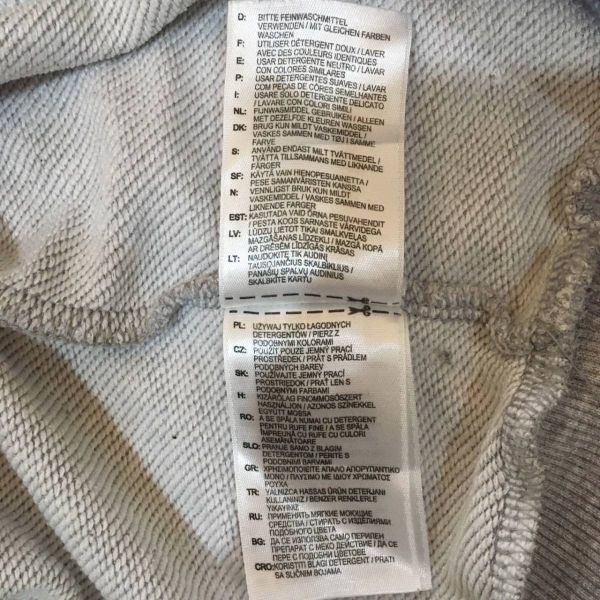 D: BITTE FEINWASCHMITTEL
VERWENDEN / MIT GLEICHEN FARBEN
WASCHEN
F: UTILISER DÉTERGENT DOUX / LAVER
AVEC DES COULEURS IDENTIQUES
E: USAR DETERGENTE NEUTRO / LAVAR
CON COLORES SIMILARES
P: USAR DETERGENTES SUAVES / LAVAR
COM PEÇAS DE CÔRES SEMELHANTES
I: USARE SOLO DETERGENTE DELICATO
/ LAVARE CON COLORI SIMILI
NL: FIJNWASMIDDEL GEBRUIKEN / ALLEEN
MET DEZELFDE KLEUREN WASSEN
DK: BRUG KUN MILDT VASKEMIDDEL /
VASKES SAMMEN MED TØJ I SAMME
FARVE
S: ANVÄND ENDAST MILT TVÄTTMEDEL /
TVÄTTA TILLSAMMANS MED LIKNANDE
FÄRGER
SF: KÄYTÄ VAIN HIENOPESUAINETTA /
PESE SAMANVÄRISTEN KANSSA
N: VENNLIGST BRUK KUN MILDT
VASKEMIDDEL / VASKES SAMMEN MED
LIKNENDE FARGER
EST: KASUTADA VAID ÕRNA PESUVAHENDIT
/ PESTA KOOS SARNASTE VÄRVIDEGA
LV: LŪDZU LIETOT TIKAI SMALKVEĻAS
MAZGĀŠANAS LĪDZEKLI / MAZGĀT KOPĀ
AR DRĒBĒM LĪDZĪGĀS KRĀSAS
LT: NAUDOKITE TIK AUDINĮ
TAUSOJANČIUS SKALBIKLIUS /
PANAŠIŲ SPALVŲ AUDINIUS
SKALBKITE KARTU
PL: UŻYWAJ TYLKO ŁAGODNYCH
DETERGENTÓW / PIERZ Z
PODOBNYMI KOLORAMI
CZ: POUŽÍT POUZE JEMNÝ PRACÍ
PROSTŘEDEK / PRÁT S PRÁDLEM
PODOBNÝCH BAREV
SK: POUŽÍVAJTE JEMNÝ PRACÍ
PROSTRIEDOK / PRAŤ LEN S
PODOBNÝMI FARBAMI
H: KIZÁRÓLAG FINOMMOSÓSZERT
HASZNÁLJON / AZONOS SZÍNEKKEL
EGYÜTT MOSSA
RO: A SE SPĂLA NUMAI CU DETERGENT
PENTRU RUFE FINE / A SE SPĂLA
ÎMPREUNĂ CU RUFE CU CULORI
ASEMĂNĂTOARE
SLO: PRANJE SAMO Z BLAGIM
DETERGENTOM / PERITE S
PODOBNIMI BARVAMI
GR: ΧΡΗΣΙΜΟΠΟΙΕΙΤΕ ΑΠΑΛΟ ΑΠΟΡΥΠΑΝΤΙΚΟ
ΜΟΝΟ / ΠΛΥΣΙΜΟ ΜΕ ΙΔΙΟΥ ΧΡΩΜΑΤΟΣ
ΡΟΥΧΑ
TR: YALNIZCA HASSAS ÜRÜN DETERJANI
KULLANINIZ / BENZER RENKLERLE
YIKAYINIZ
RU: ПРИМЕНЯТЬ МЯГКИЕ МОЮЩИЕ
СРЕДСТВА / СТИРАТЬ С ИЗДЕЛИЯМИ
ПОДОБНОГО ЦВЕТА
BG: ДА СЕ ИЗПОЛЗВА САМО ПЕРИЛЕН
ПРЕПАРАТ С МЕКО ДЕЙСТВИЕ / ДА СЕ
ПЕРЕ С ПОДОБНИ ЦВЕТОВЕ
CRO: KORISTITI BLAGI DETERGENT / PRATI
SA SLIČNIM BOJAMA